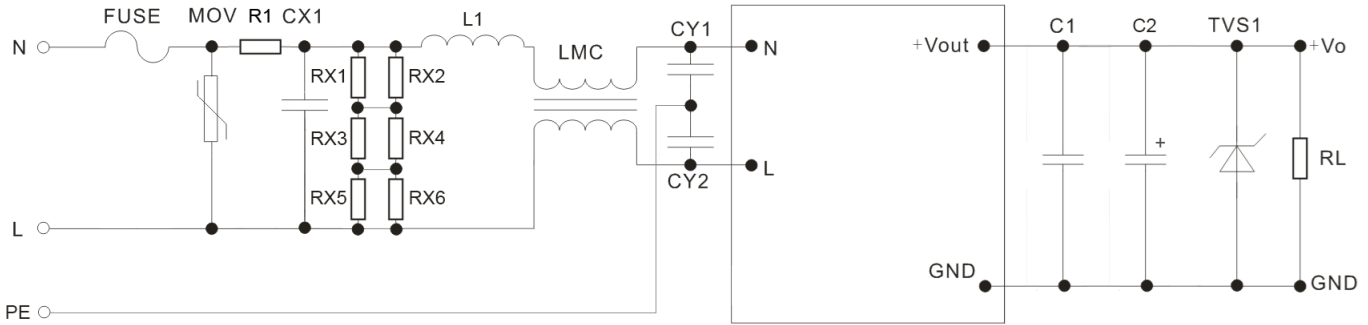 FUSE MOV R1 CX1 L1 LMC CY1 C1 C2 TVS1
N N +Vout +Vo
RX1 RX2
RX3 RX4 RL
+
L CY2
RX5 RX6
L
GND GND
PE